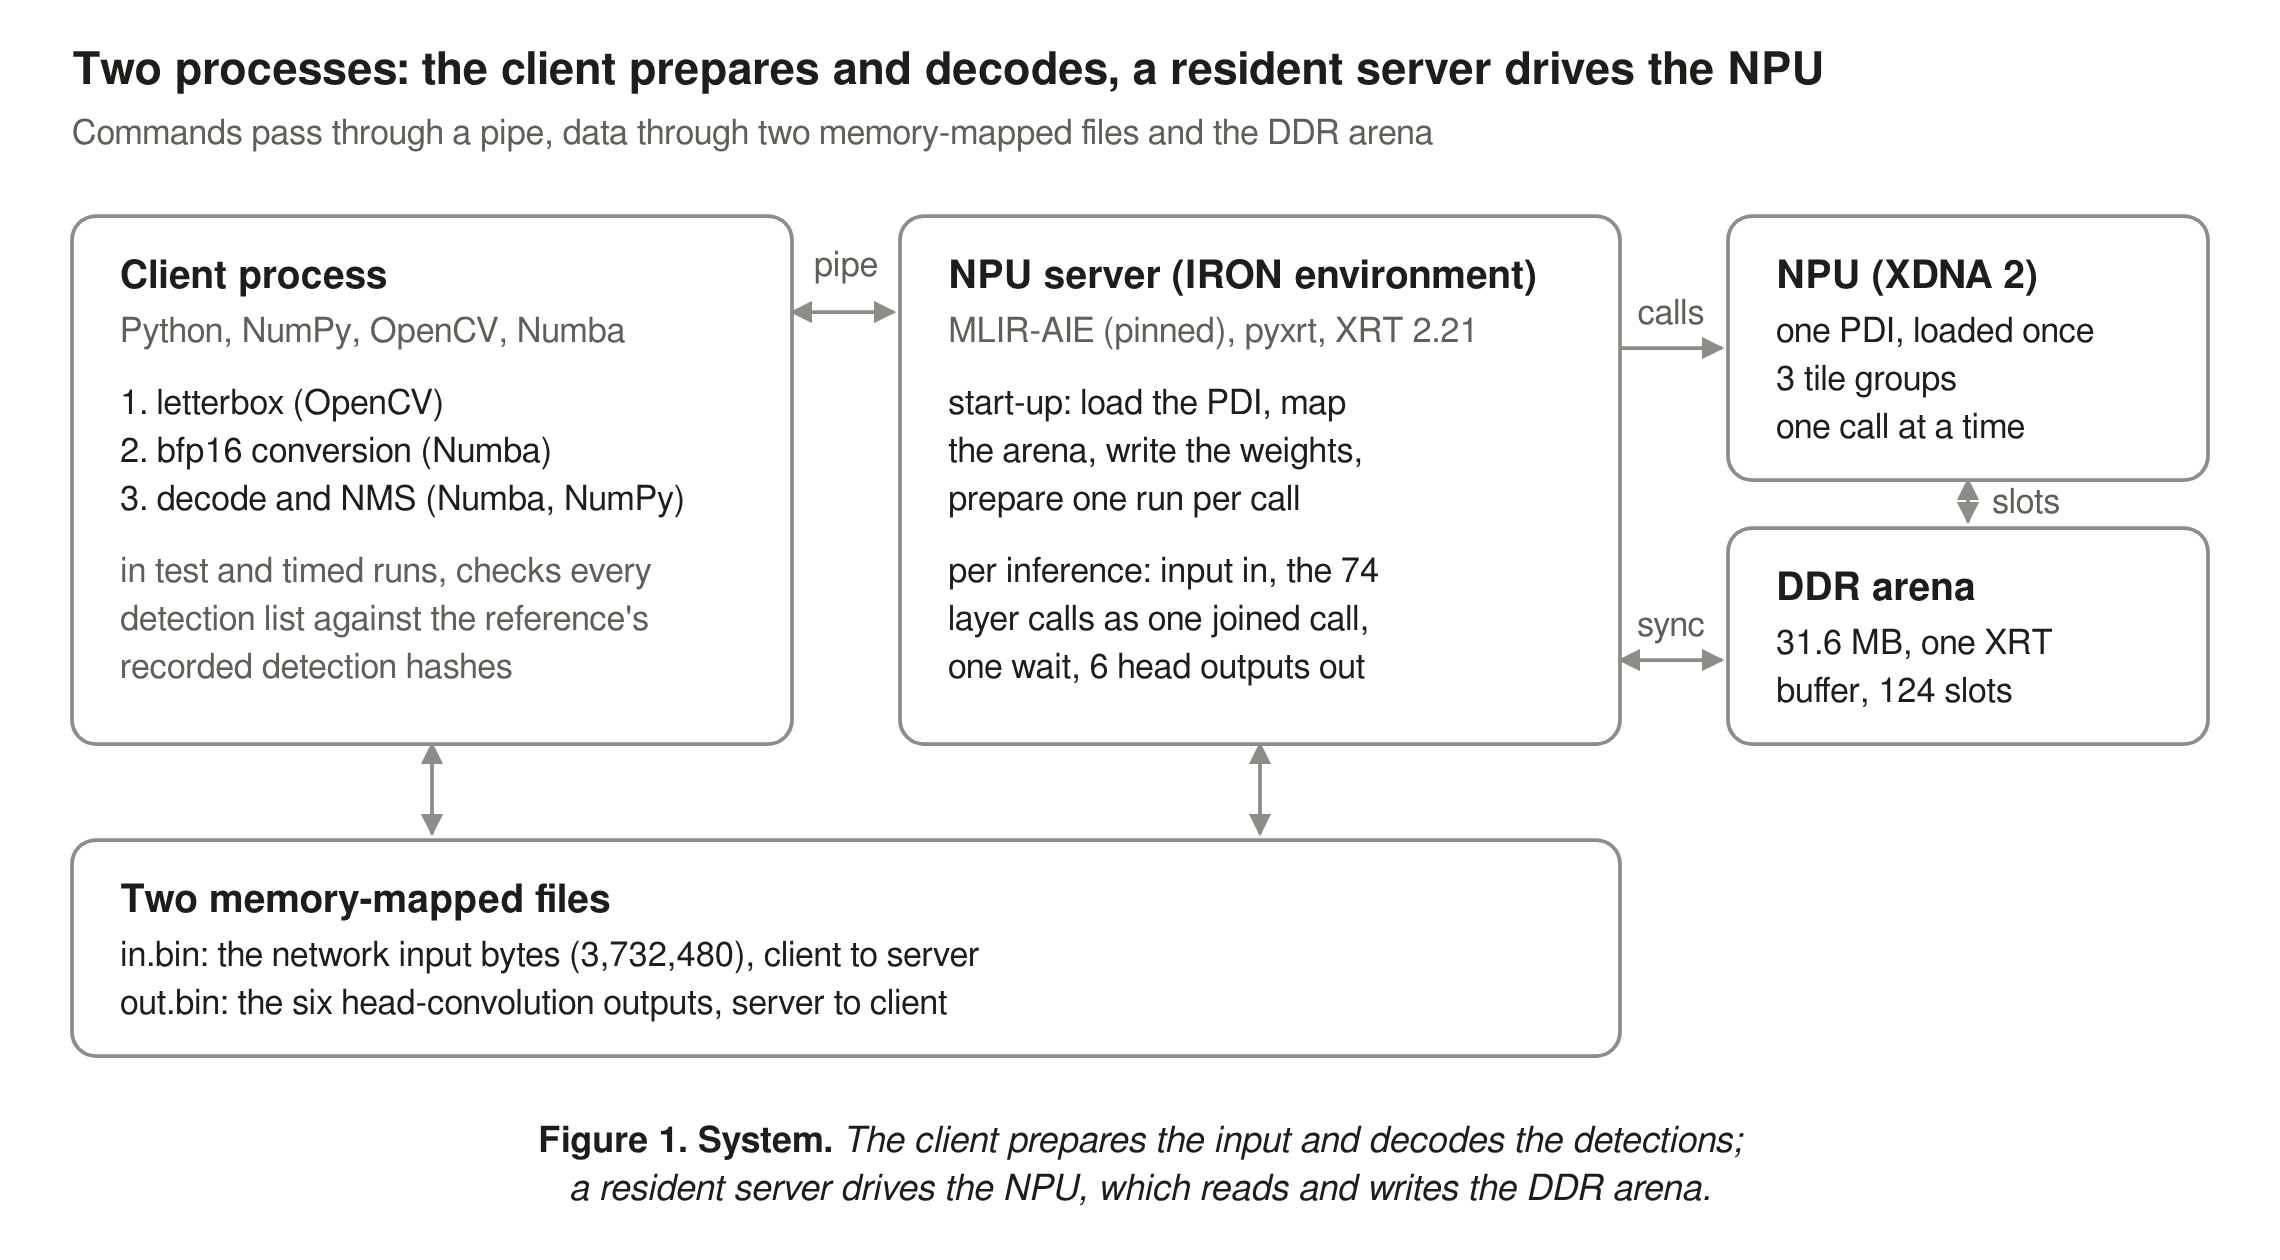 Two processes: the client prepares and decodes, a resident server drives the NPU
Commands pass through a pipe, data through two memory-mapped files and the DDR arena
Client process
Python, NumPy, OpenCV, Numba
1. letterbox (OpenCV)
2. bfp16 conversion (Numba)
3. decode and NMS (Numba, NumPy)
in test and timed runs, checks every
detection list against the reference's
recorded detection hashes
pipe
NPU server (IRON environment)
MLIR-AIE (pinned), pyxrt, XRT 2.21
start-up: load the PDI, map
the arena, write the weights,
prepare one run per call
per inference: input in, the 74
layer calls as one joined call,
one wait, 6 head outputs out
calls
sync
NPU (XDNA 2)
one PDI, loaded once
3 tile groups
one call at a time
slots
DDR arena
31.6 MB, one XRT
buffer, 124 slots
Two memory-mapped files
in.bin: the network input bytes (3,732,480), client to server
out.bin: the six head-convolution outputs, server to client
Figure 1. System. The client prepares the input and decodes the detections;
a resident server drives the NPU, which reads and writes the DDR arena.